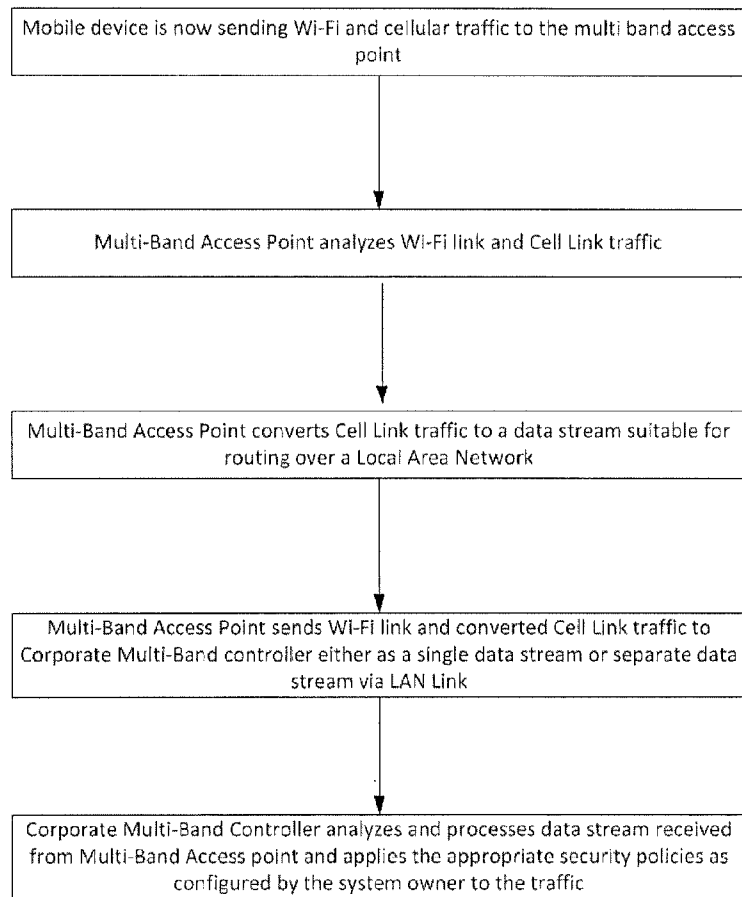 Mobile device is now sending Wi-Fi and cellular traffic to the multi band access
point
Multi-Band Access Point analyzes Wi-Fi link and Cell Link traffic
Multi-Band Access Point converts Cell Link traffic to a data stream suitable for
routing over a Local Area Network
Multi-Band Access Point sends Wi-Fi link and converted Cell Link traffic to
Corporate Multi-Band controller either as a single data stream or separate data
stream via LAN Link
Corporate Multi-Band Controller analyzes and processes data stream received
from Multi-Band Access point and applies the appropriate security policies as
configured by the system owner to the traffic